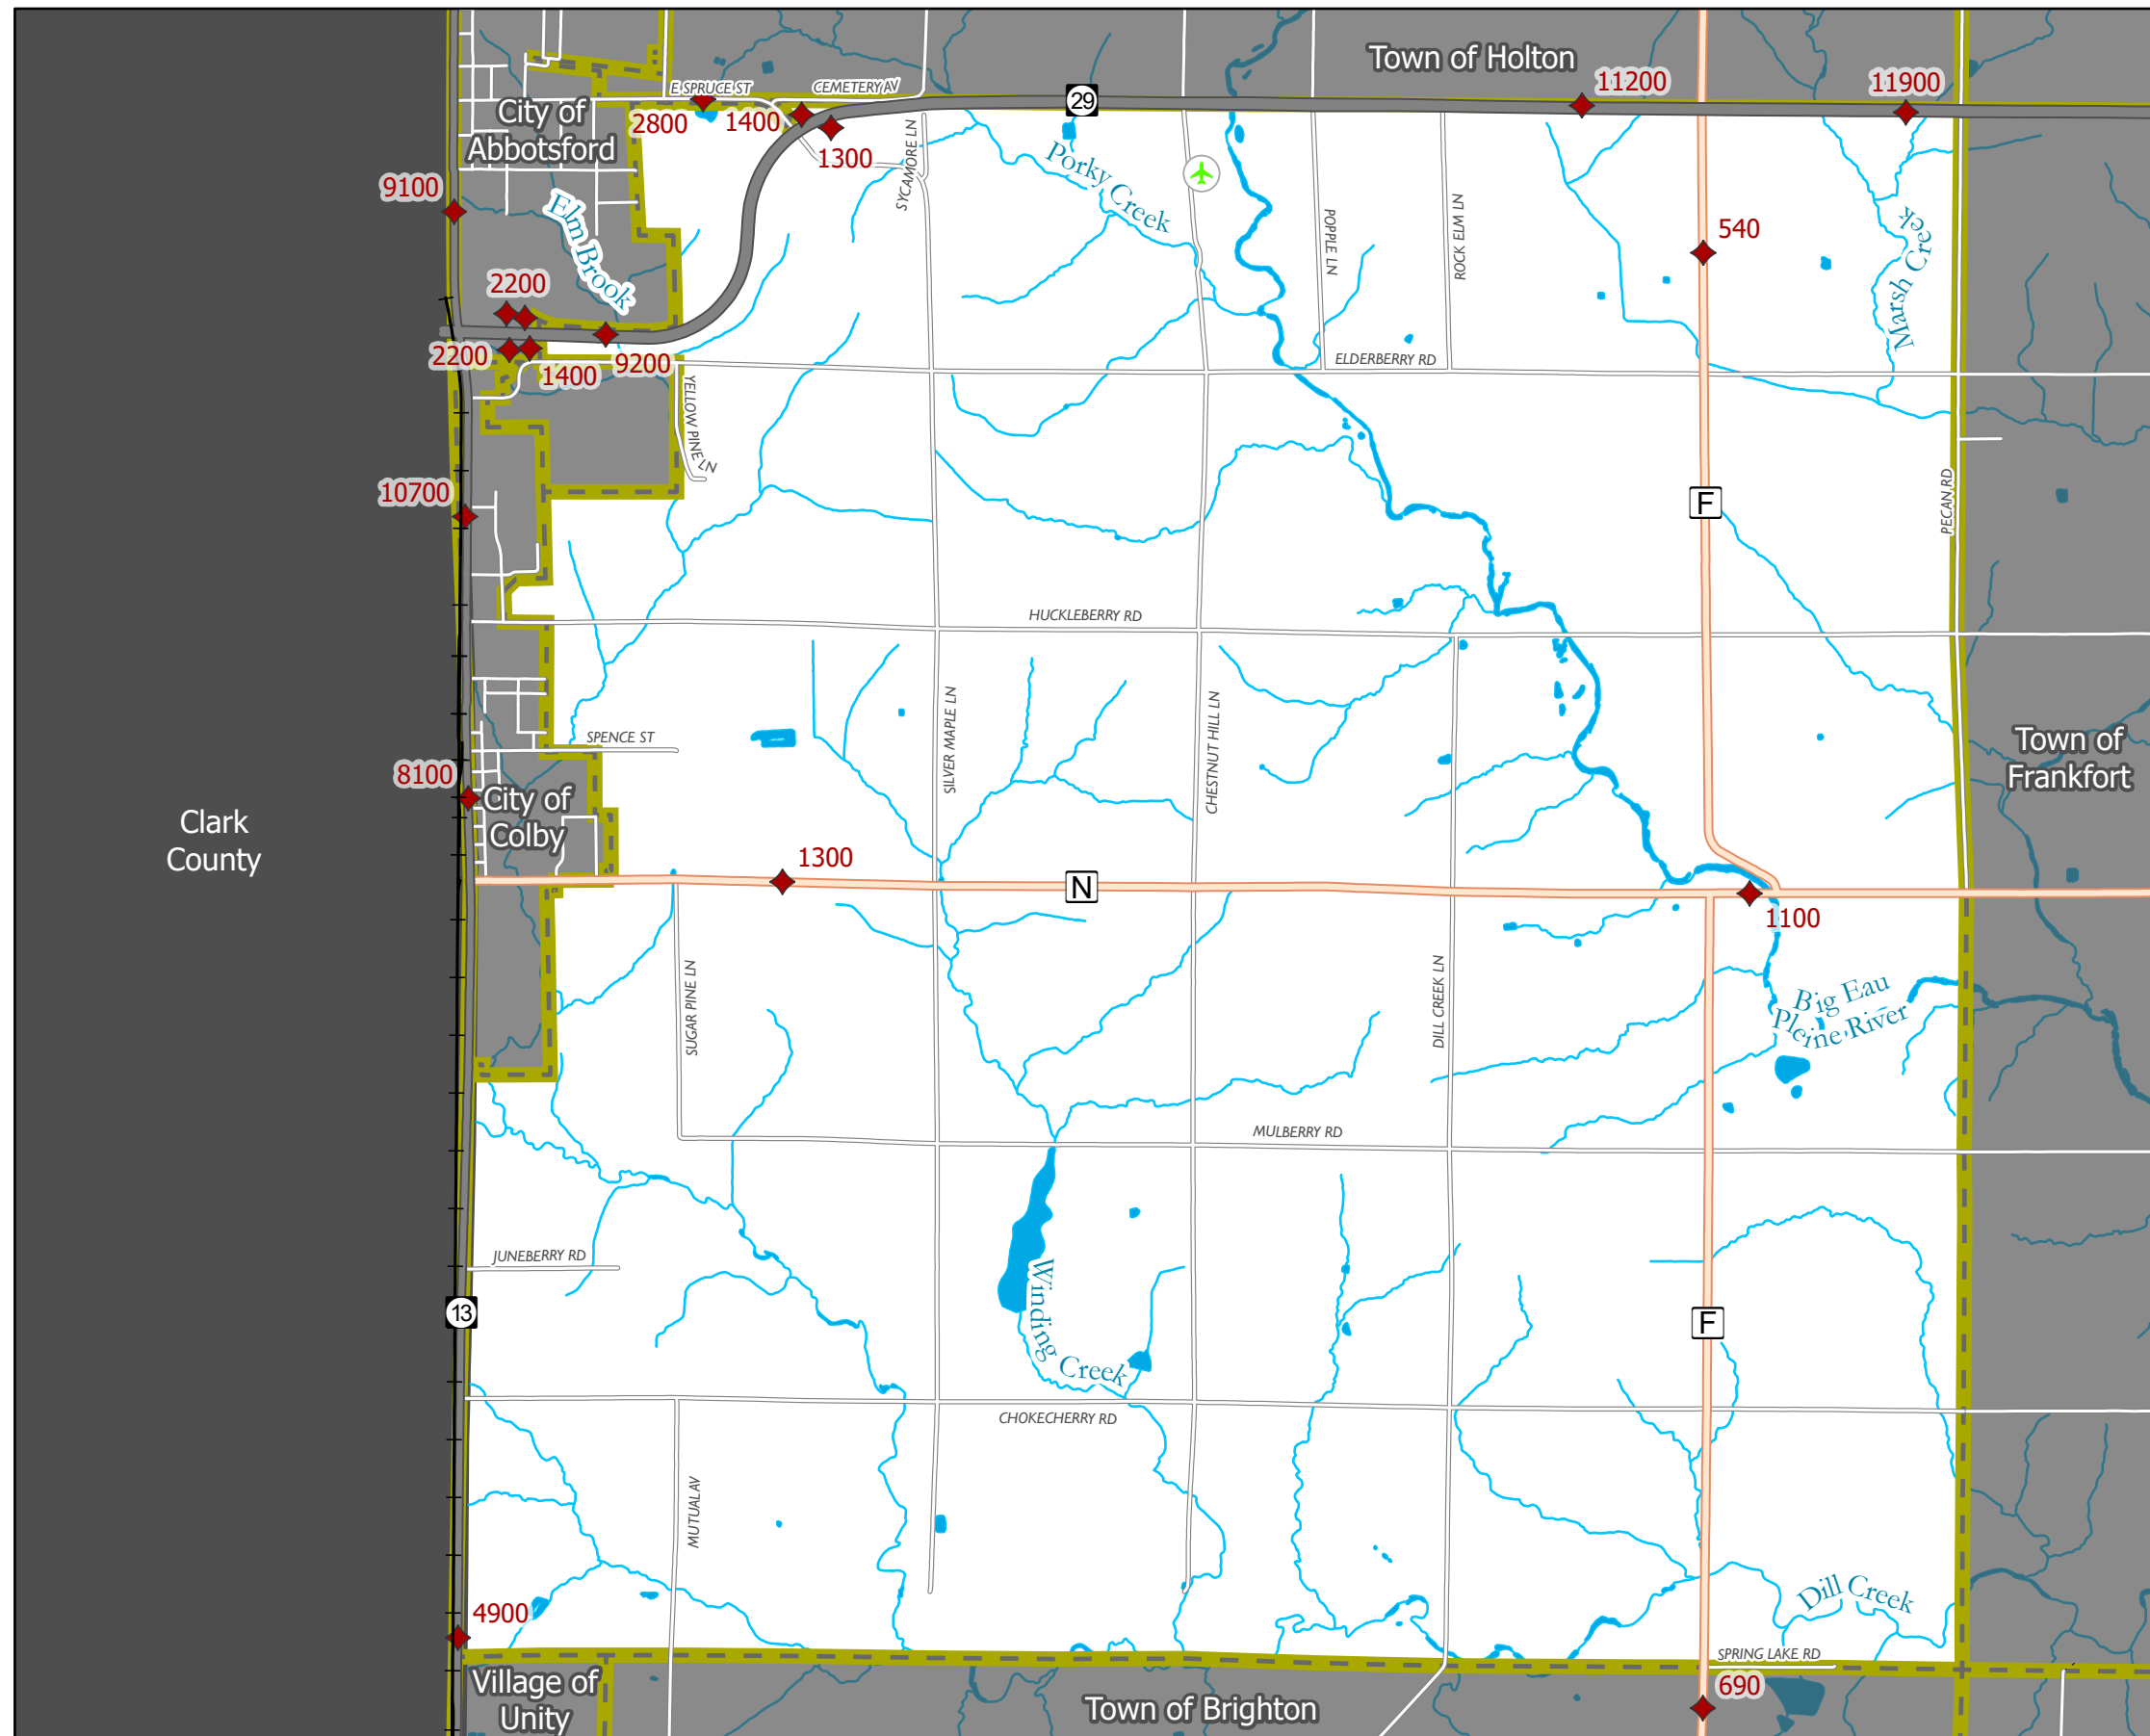 Town of Holton
E SPRUCE ST
CEMETERY AV
29
11200
11900
City of
Abbotsford
2800
1400
1300
SYCAMORE LN
Porky Creek
9100
Elm Brook
POPPLE LN
ROCK ELM LN
540
Marsh Creek
2200
2200
1400
9200
YELLOW PINE LN
ELDERBERRY RD
10700
F
PECAN RD
HUCKLEBERRY RD
SILVER MAPLE LN
CHESTNUT HILL LN
SPENCE ST
Town of
Frankfort
8100
City of
Colby
Clark
County
1300
N
1100
SUGAR PINE LN
DILL CREEK LN
Big Eau
Pleine River
MULBERRY RD
JUNEBERRY RD
13
Winding Creek
F
CHOKECHERRY RD
MUTUAL AV
4900
Dill Creek
SPRING LAKE RD
Village of
Unity
Town of Brighton
690